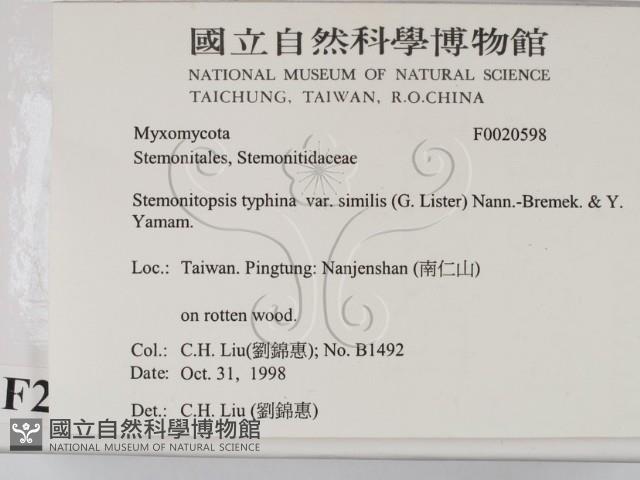 國立自然科學博物館
NATIONAL MUSEUM OF NATURAL SCIENCE
TAICHUNG, TAIWAN, R.O.CHINA
Myxomycota F0020598
Stemonitales, Stemonitidaceae
Stemonitopsis typhina var. similis (G. Lister) Nann.-Bremek. & Y.
Yamam.
Loc.: Taiwan. Pingtung: Nanjenshan (南仁山)
on rotten wood.
Col.: C.H. Liu(劉錦惠); No. B1492
Date: Oct. 31, 1998
Det.: C.H. Liu (劉錦惠)
F2
國立自然科學博物館
NATIONAL MUSEUM OF NATURAL SCIENCE